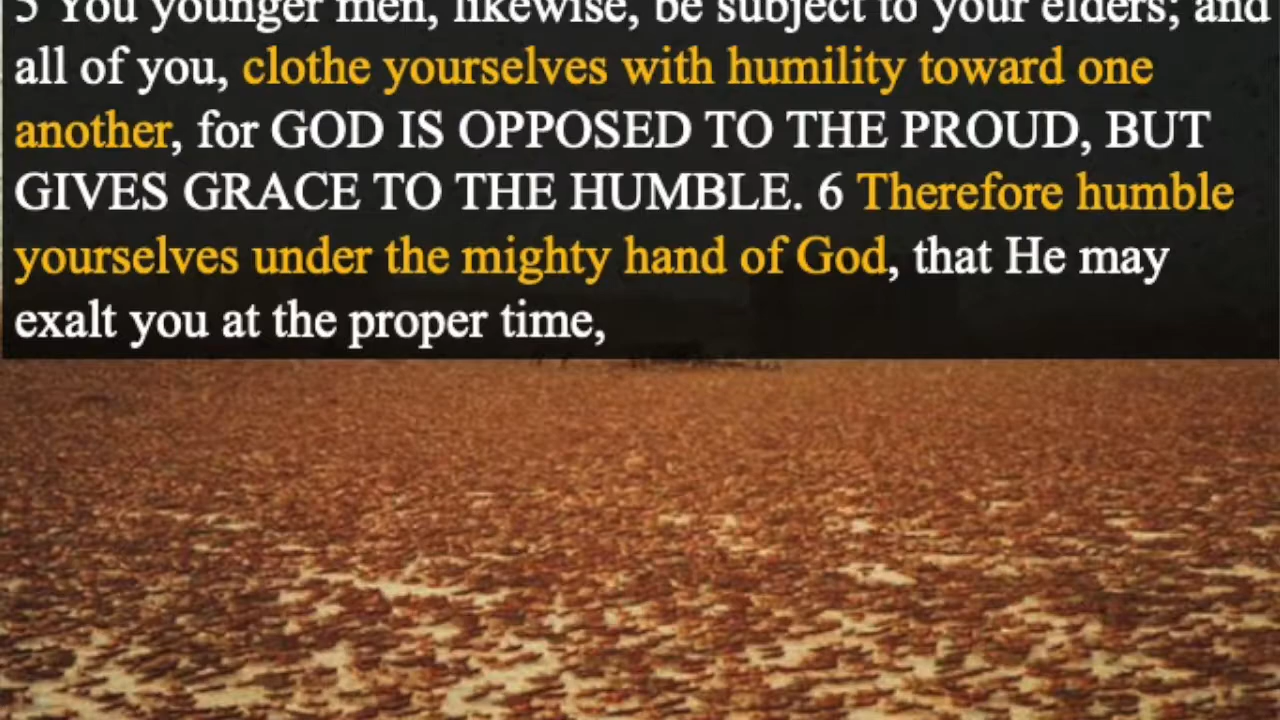 5 You younger men, likewise, be subject to your elders; and
all of you, clothe yourselves with humility toward one
another, for GOD IS OPPOSED TO THE PROUD, BUT
GIVES GRACE TO THE HUMBLE. 6 Therefore humble
yourselves under the mighty hand of God, that He may
exalt you at the proper time,